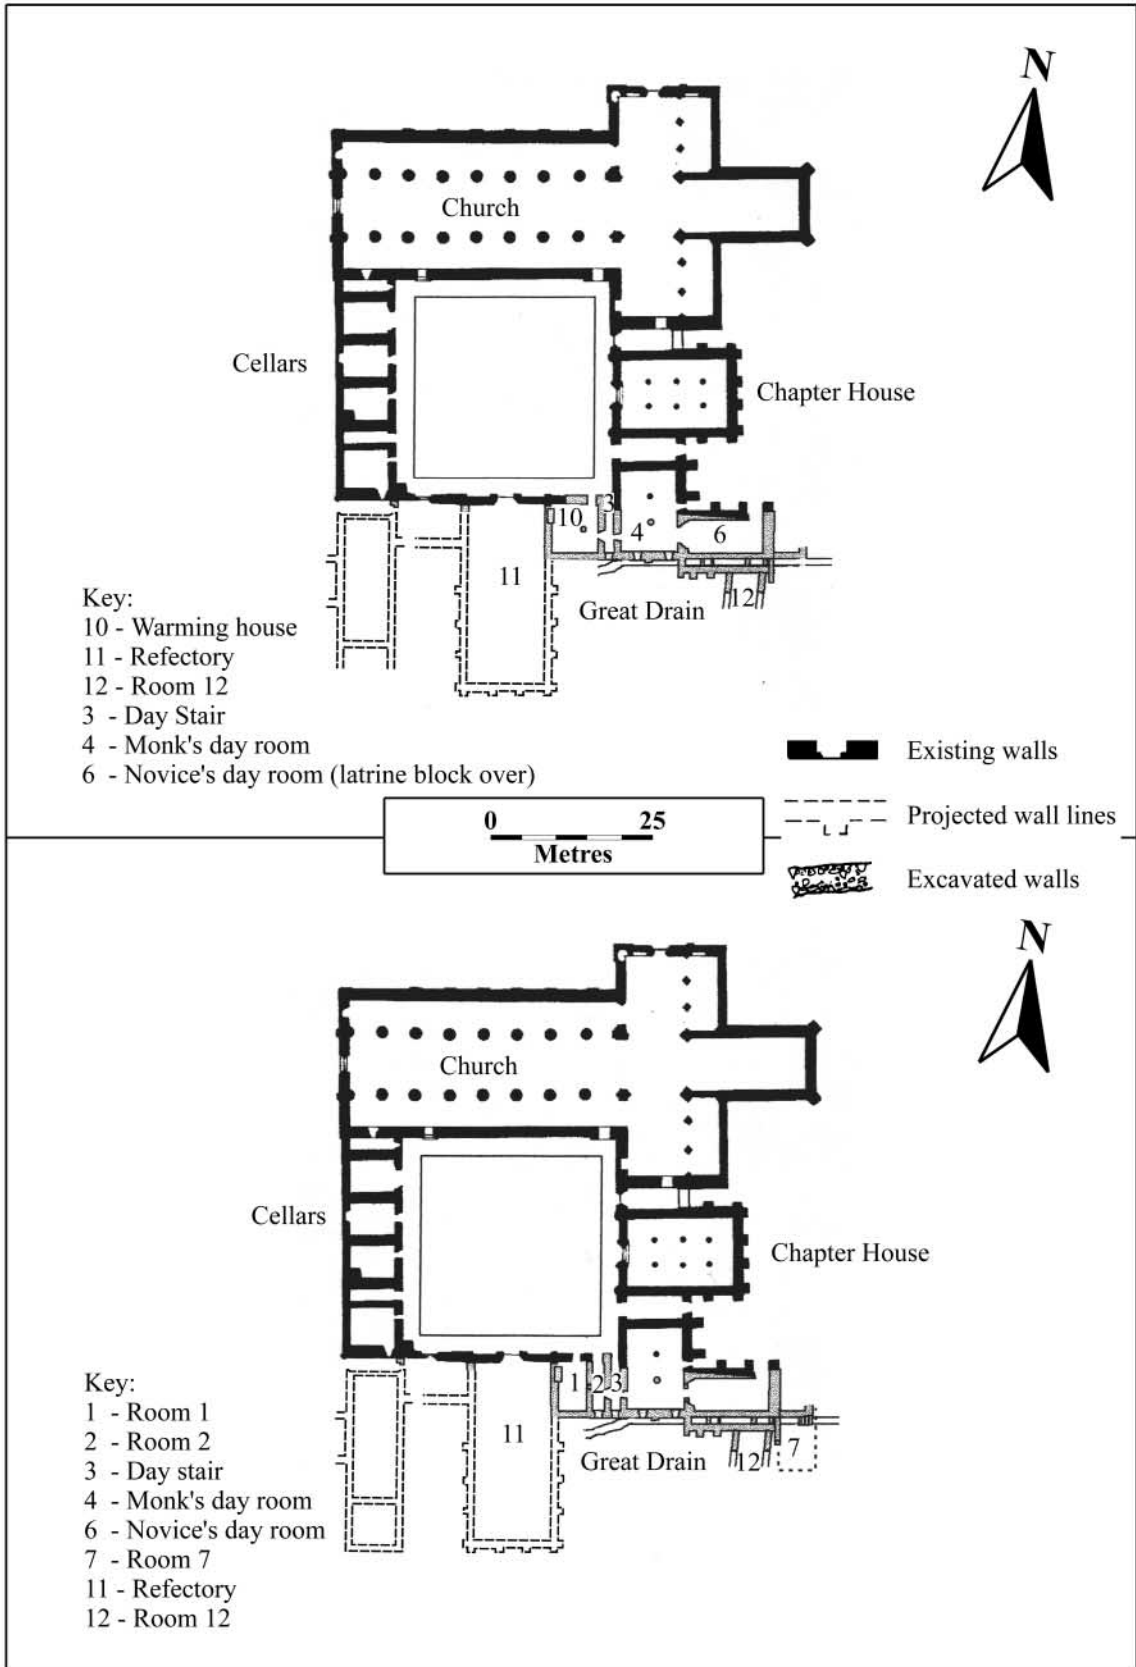 N
Church
Cellars
Chapter House
10
3
4
6
11
12
Great Drain
Key:
10 - Warming house
11 - Refectory
12 - Room 12
3 - Day Stair
4 - Monk's day room
6 - Novice's day room (latrine block over)
Existing walls
Projected wall lines
Excavated walls
0 25
Metres
N
Church
Cellars
Chapter House
1
2
3
11
12
7
Great Drain
Key:
1 - Room 1
2 - Room 2
3 - Day stair
4 - Monk's day room
6 - Novice's day room
7 - Room 7
11 - Refectory
12 - Room 12